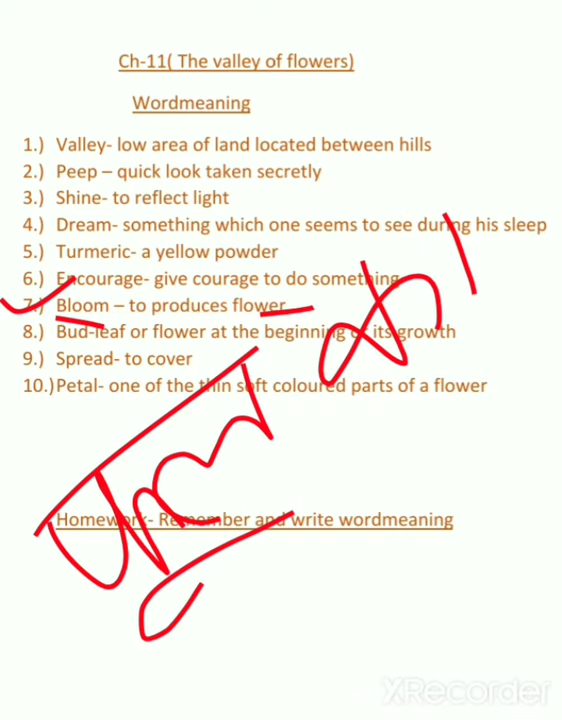 Ch-11( The valley of flowers)
Wordmeaning
1.) Valley- low area of land located between hills
2.) Peep – quick look taken secretly
3.) Shine- to reflect light
4.) Dream- something which one seems to see during his sleep
5.) Turmeric- a yellow powder
6.) Encourage- give courage to do something
7.) Bloom – to produces flower
8.) Bud-leaf or flower at the beginning of its growth
9.) Spread- to cover
10.) Petal- one of the thin soft coloured parts of a flower
Homework- Remember and write wordmeaning
XRecorder